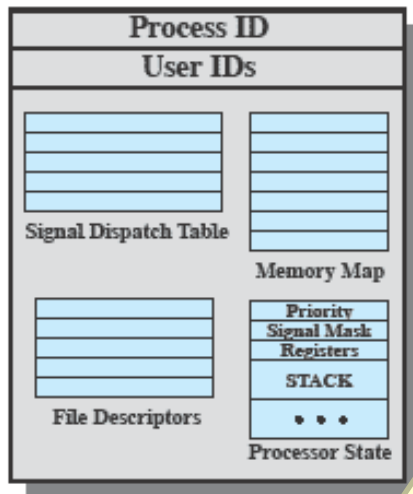 Process ID
User IDs
Signal Dispatch Table
Memory Map
File Descriptors
Priority
Signal Mask
Registers
STACK
• • •
Processor State